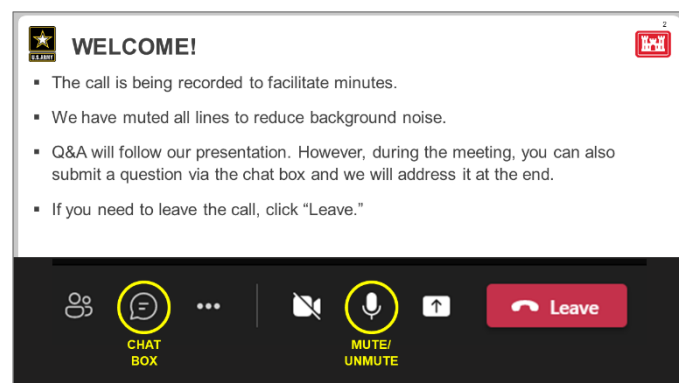 2
U.S. ARMY
WELCOME!
▪ The call is being recorded to facilitate minutes.
▪ We have muted all lines to reduce background noise.
▪ Q&A will follow our presentation. However, during the meeting, you can also
submit a question via the chat box and we will address it at the end.
▪ If you need to leave the call, click “Leave.”
Leave
CHAT
BOX
MUTE/
UNMUTE